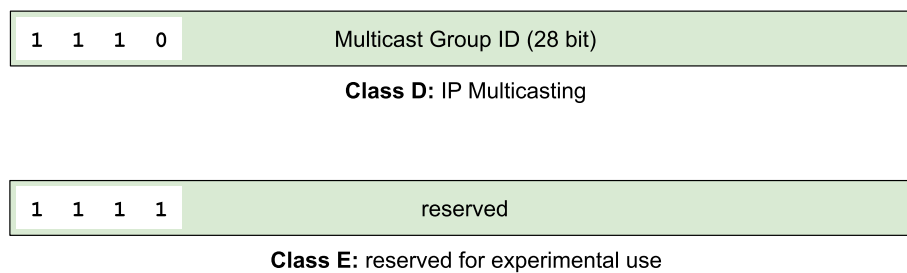 1 1 1 0 Multicast Group ID (28 bit)
Class D: IP Multicasting
1 1 1 1 reserved
Class E: reserved for experimental use